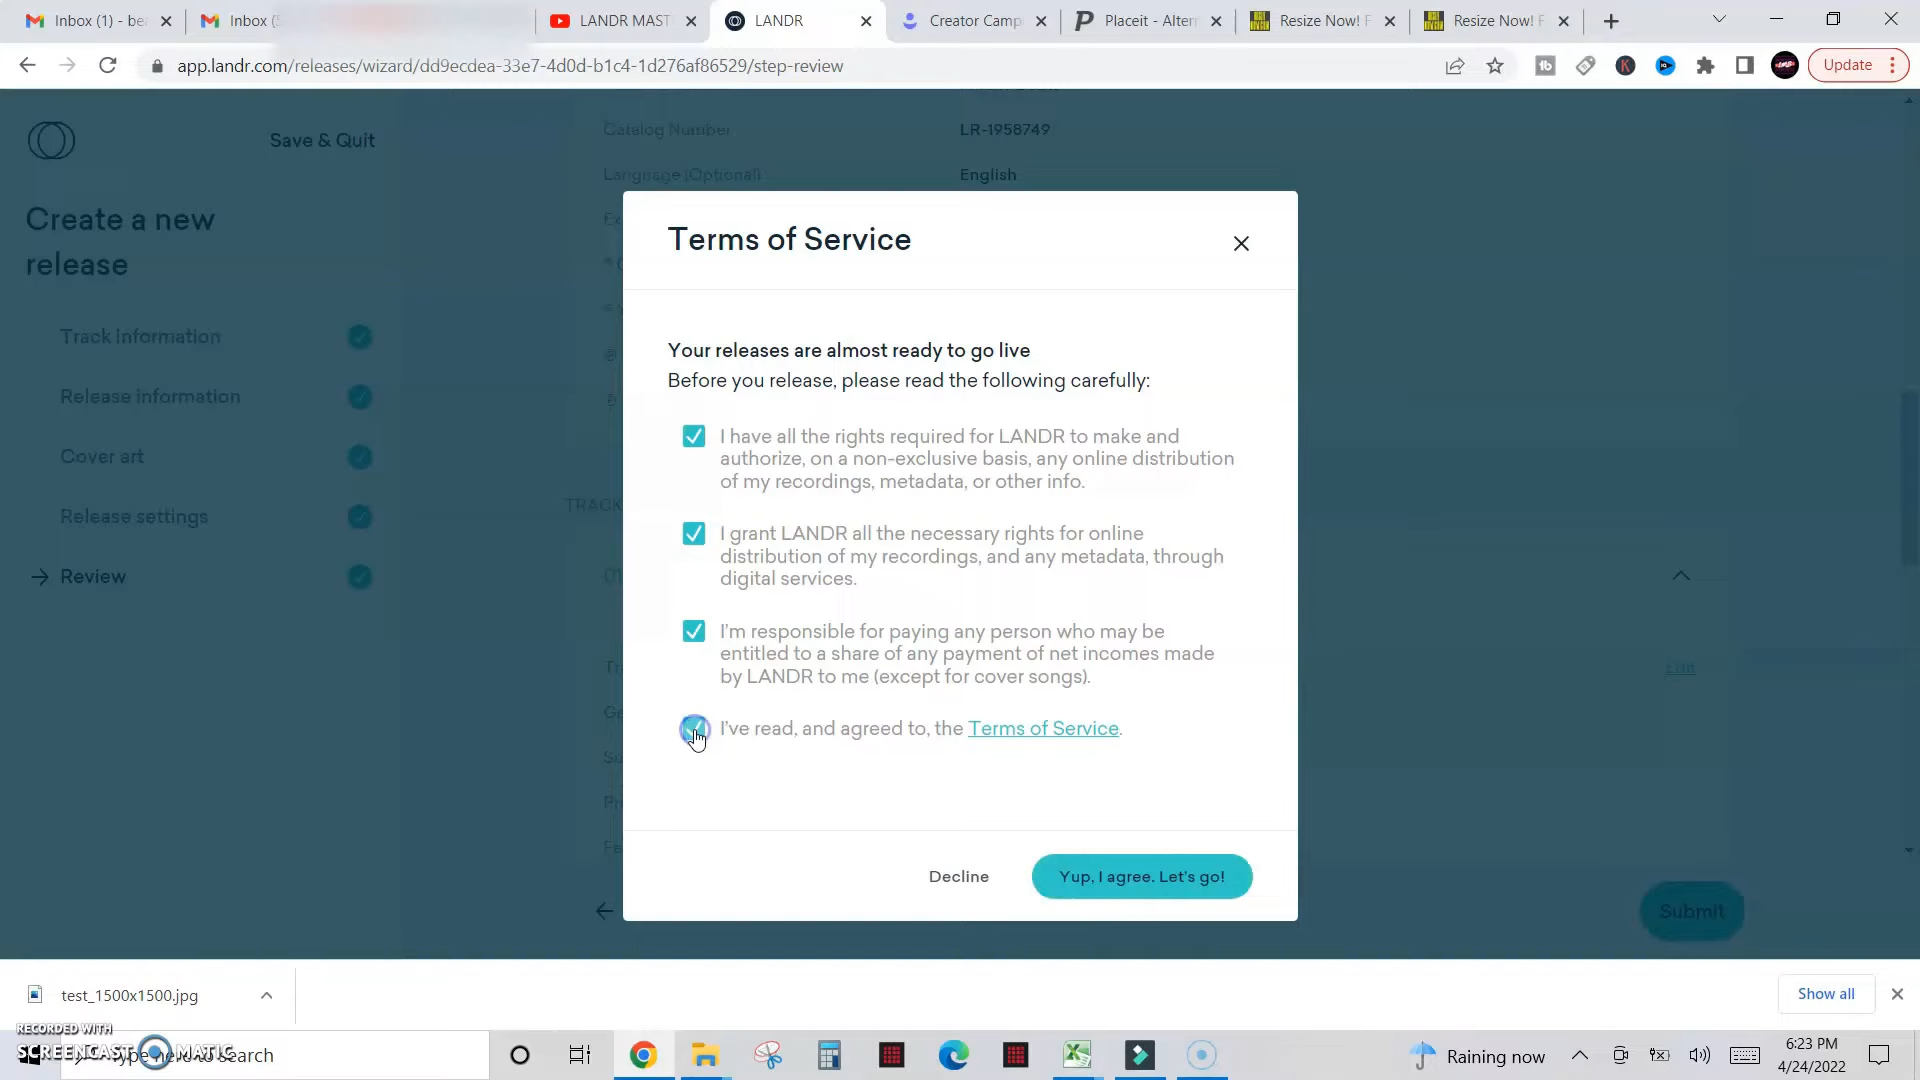 Inbox (1) - be
Inbox (
LANDR MAST
LANDR
Creator Camp
Placeit - Alter
Resize Now! F
Resize Now! F
app.landr.com/releases/wizard/dd9ecdea-33e7-4d0d-b1c4-1d276af86529/step-review
Update
Save & Quit
Catalog Number LR-1958749
Language (Optional) English
Create a new
release
Track information
Release information
Cover art
Release settings
Review
TRACK
Edit
Terms of Service
Your releases are almost ready to go live
Before you release, please read the following carefully:
I have all the rights required for LANDR to make and
authorize, on a non-exclusive basis, any online distribution
of my recordings, metadata, or other info.
I grant LANDR all the necessary rights for online
distribution of my recordings, and any metadata, through
digital services.
I'm responsible for paying any person who may be
entitled to a share of any payment of net incomes made
by LANDR to me (except for cover songs).
I've read, and agreed to, the Terms of Service.
Decline
Yup, I agree. Let's go!
Submit
test_1500x1500.jpg
Show all
RECORDED WITH
SCREENCAST MATIC
Type here to search
Raining now
6:23 PM
4/24/2022